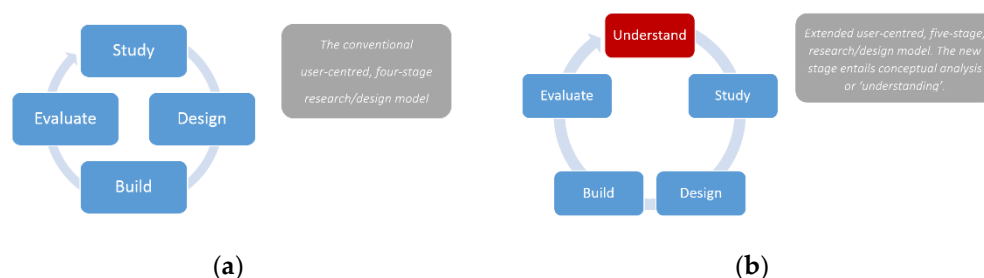 Study
Evaluate
Design
Build
The conventional
user-centred, four-stage
research/design model
(a)
Understand
Evaluate
Study
Build
Design
Extended user-centred, five-stage,
research/design model. The new
stage entails conceptual analysis
or ‘understanding’.
(b)